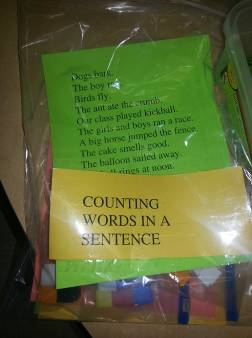 Dogs bark.
The boy
Birds fly.
The ant ate the crumb.
Our class played kickball.
The girls and boys ran a race.
A big horse jumped the fence.
The cake smells good.
The balloon sailed away.
rings at noon.
COUNTING
WORDS IN A
SENTENCE